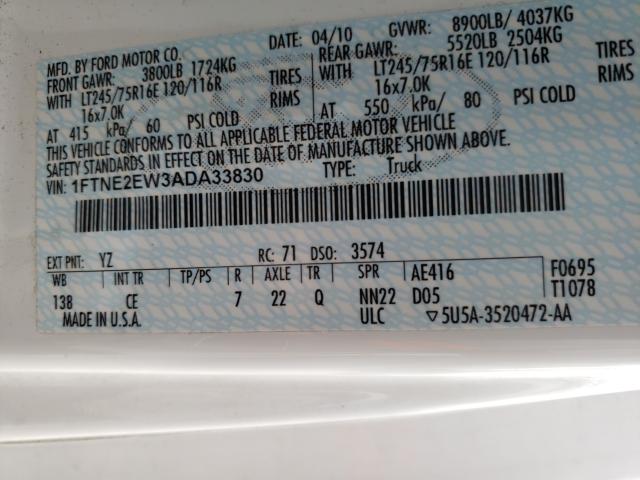 MFD. BY FORD MOTOR CO. DATE: 04/10 GVWR: 8900LB/ 4037KG
FRONT GAWR: 3800LB 1724KG REAR GAWR: 5520LB 2504KG
WITH LT245/75R16E 120/116R TIRES WITH LT245/75R16E 120/116R TIRES
16x7.0K RIMS 16x7.0K RIMS
AT 415 kPa/ 60 PSI COLD AT 550 kPa/ 80 PSI COLD
THIS VEHICLE CONFORMS TO ALL APPLICABLE FEDERAL MOTOR VEHICLE
SAFETY STANDARDS IN EFFECT ON THE DATE OF MANUFACTURE SHOWN ABOVE.
VIN: 1FTNE2EW3ADA33830 TYPE: Truck
EXT PNT: YZ RC: 71 DSO: 3574
WB INT TR TP/PS R AXLE TR SPR AE416 F0695
138 CE 7 22 Q NN22 D05 T1078
MADE IN U.S.A. ULC ▽5U5A-3520472-AA